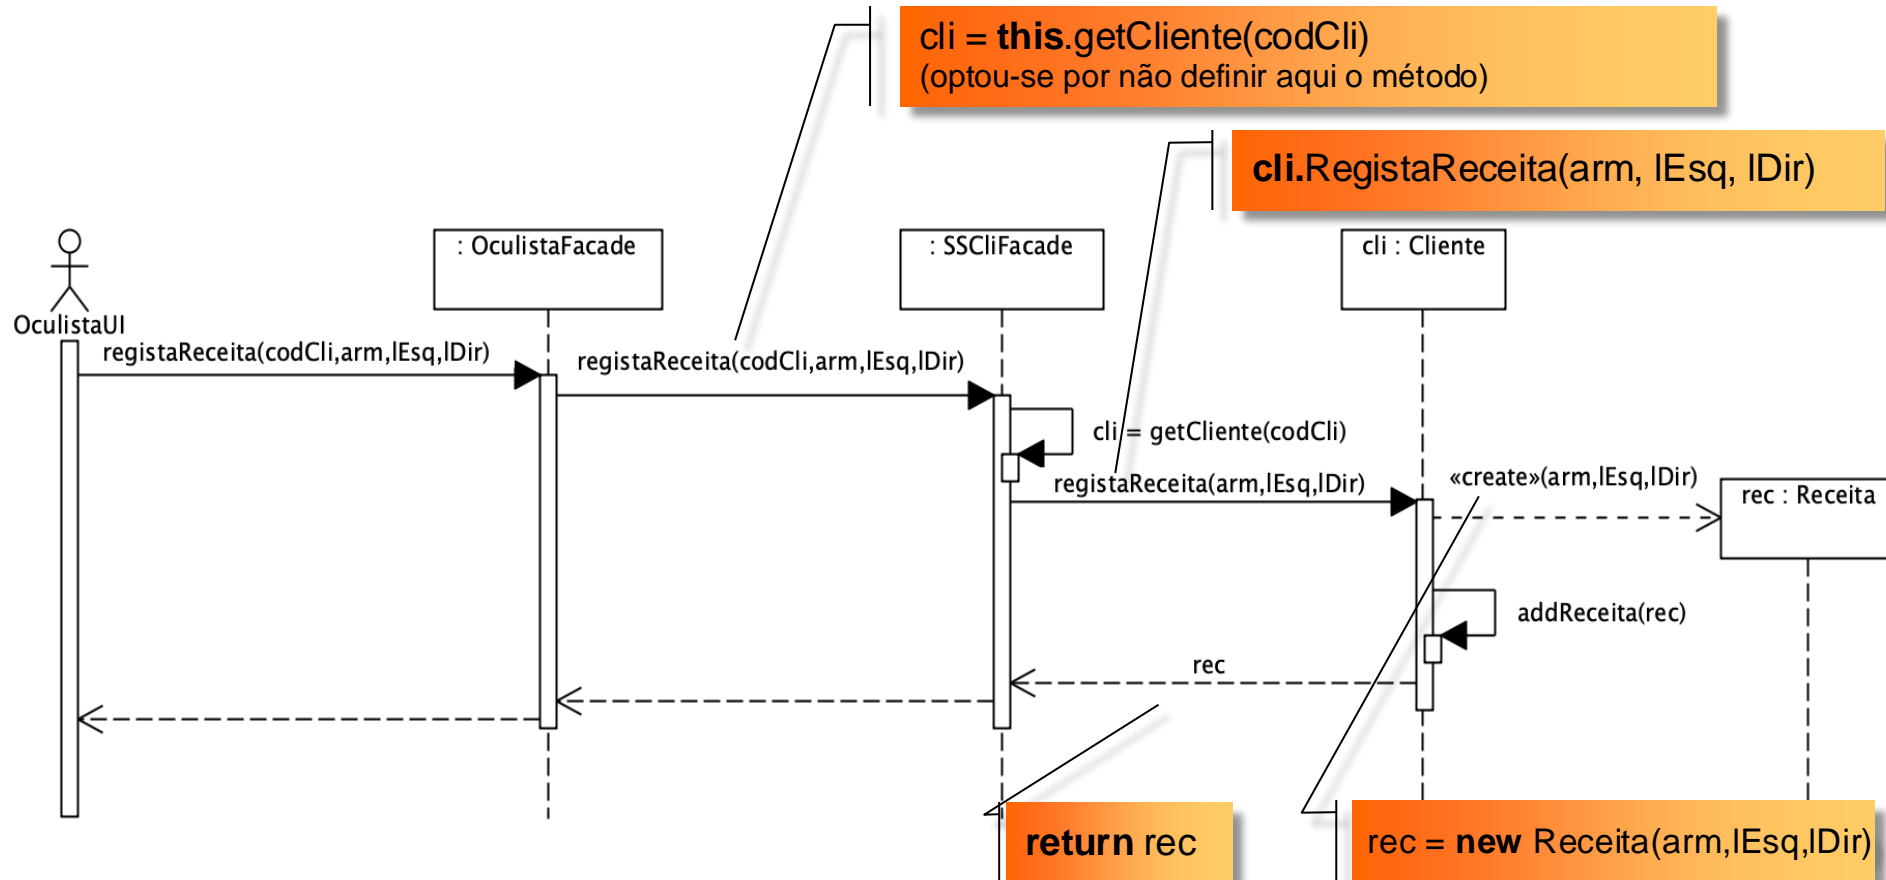 cli = this.getCliente(codCli)
(optou-se por não definir aqui o método)
cli.RegistaReceita(arm, lEsq, lDir)
: OculistaFacade
: SSCliFacade
cli : Cliente
OculistaUI
registaReceita(codCli,arm,lEsq,lDir)
registaReceita(codCli,arm,lEsq,lDir)
cli = getCliente(codCli)
registaReceita(arm,lEsq,lDir)
«create»(arm,lEsq,lDir)
rec : Receita
addReceita(rec)
rec
return rec
rec = new Receita(arm,lEsq,lDir)